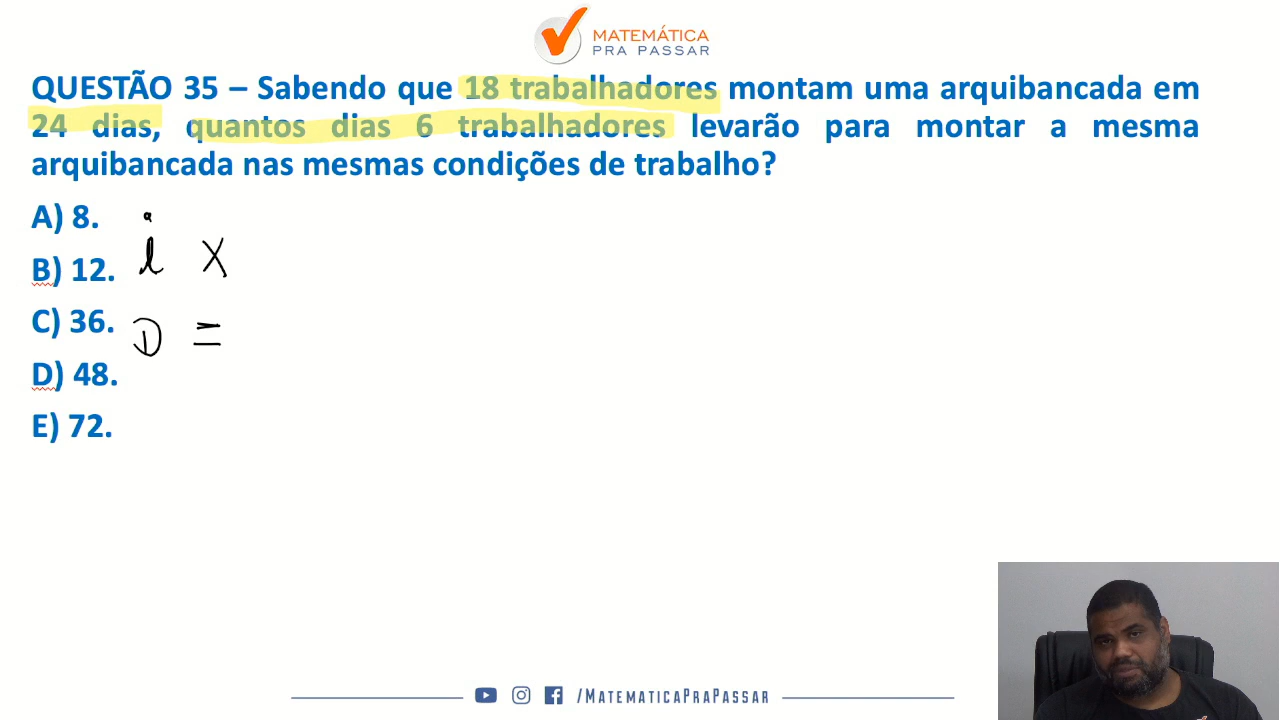 MATEMÁTICA
PRA PASSAR
QUESTÃO 35 – Sabendo que 18 trabalhadores montam uma arquibancada em
24 dias, quantos dias 6 trabalhadores levarão para montar a mesma
arquibancada nas mesmas condições de trabalho?
A) 8.
B) 12.
X
C) 36.
D =
D) 48.
E) 72.
/MATEMATICAPRAPASSAR